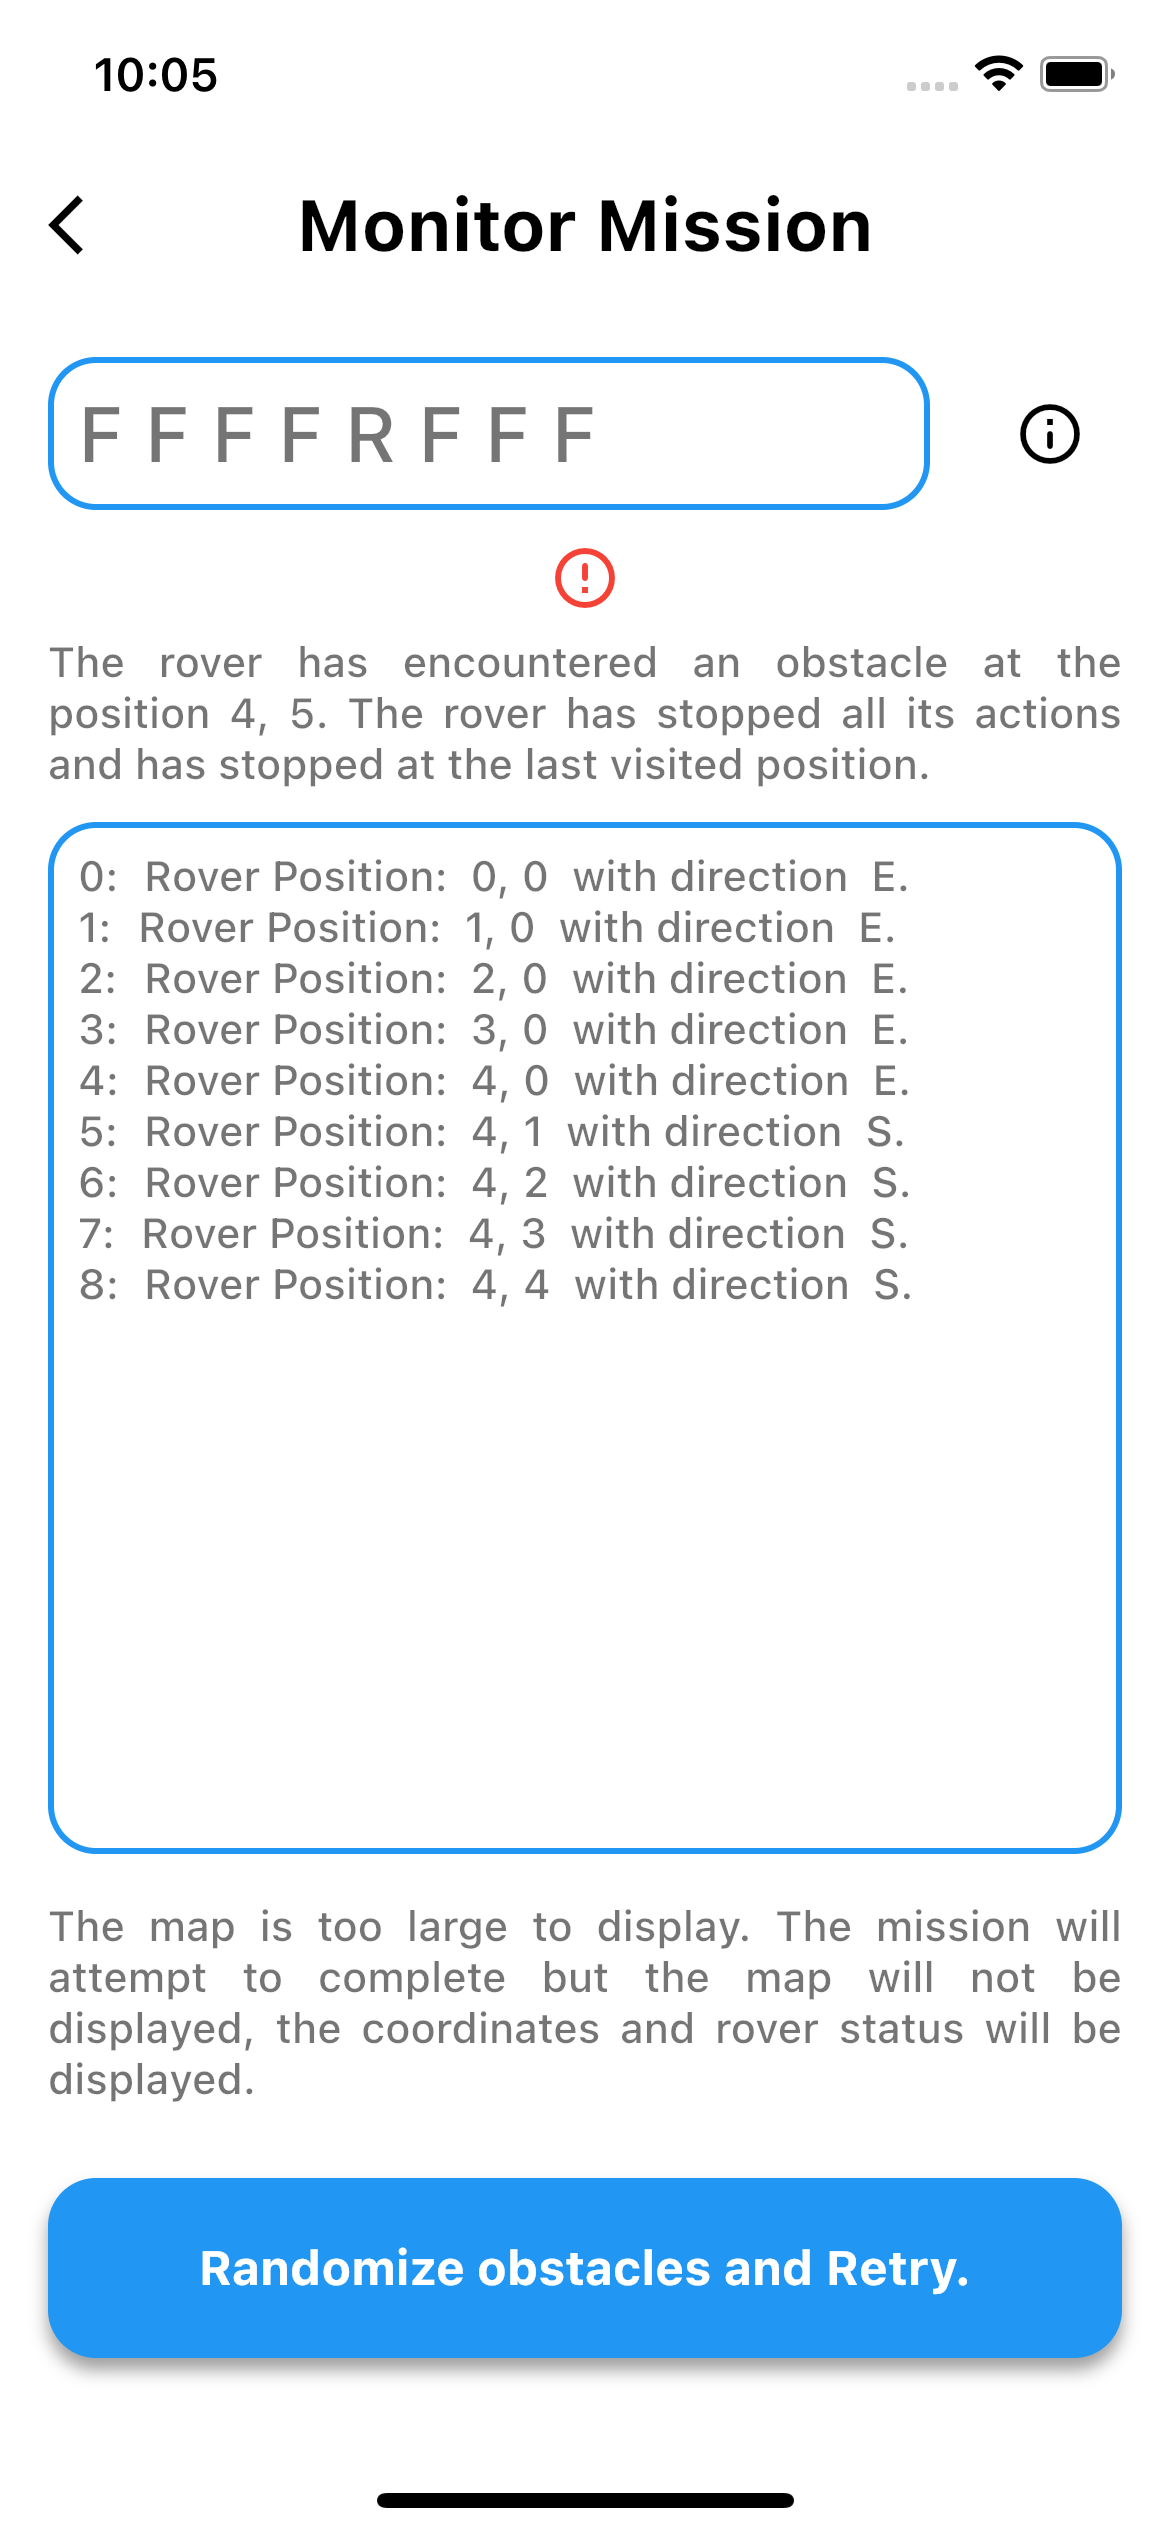 10:05
Monitor Mission
F F F F R F F F
The rover has encountered an obstacle at the
position 4, 5. The rover has stopped all its actions
and has stopped at the last visited position.
0: Rover Position: 0, 0 with direction E.
1: Rover Position: 1, 0 with direction E.
2: Rover Position: 2, 0 with direction E.
3: Rover Position: 3, 0 with direction E.
4: Rover Position: 4, 0 with direction E.
5: Rover Position: 4, 1 with direction S.
6: Rover Position: 4, 2 with direction S.
7: Rover Position: 4, 3 with direction S.
8: Rover Position: 4, 4 with direction S.
The map is too large to display. The mission will
attempt to complete but the map will not be
displayed, the coordinates and rover status will be
displayed.
Randomize obstacles and Retry.